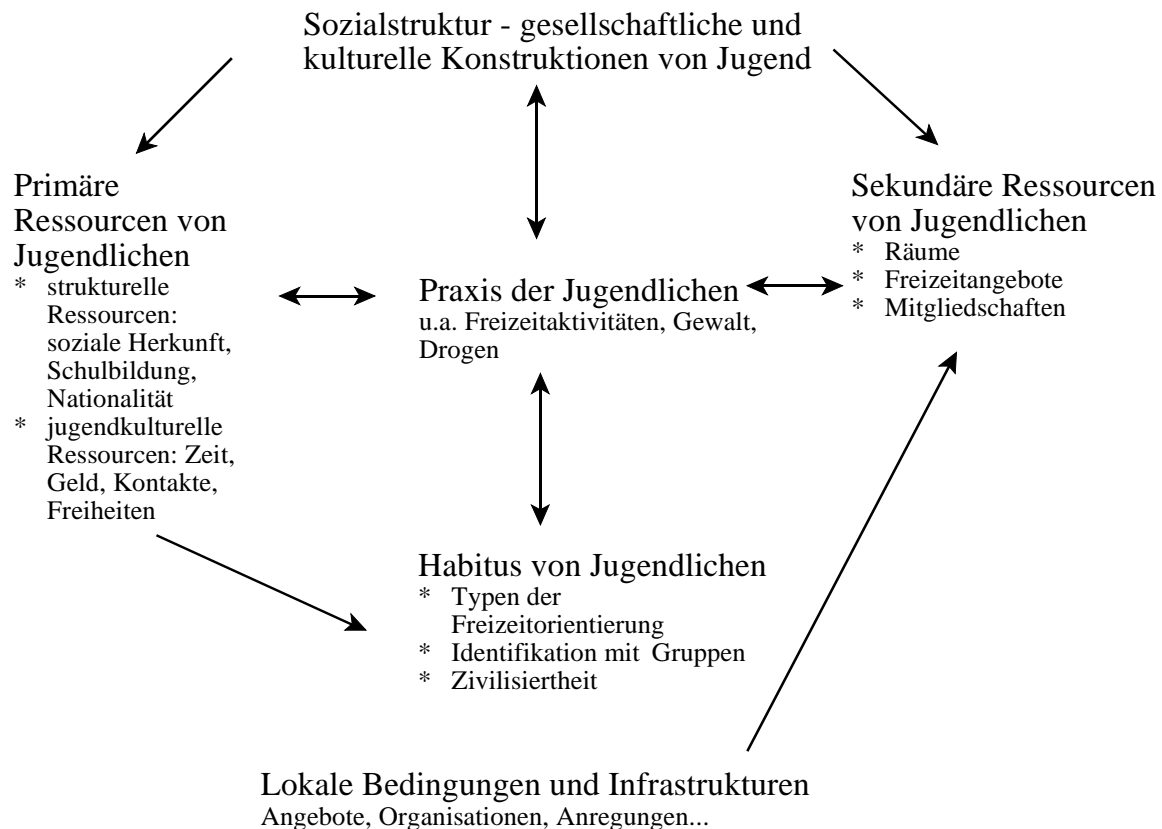 Sozialstruktur - gesellschaftliche und
kulturelle Konstruktionen von Jugend
Primäre
Ressourcen von
Jugendlichen
* strukturelle
Ressourcen:
soziale Herkunft,
Schulbildung,
Nationalität
* jugendkulturelle
Ressourcen: Zeit,
Geld, Kontakte,
Freiheiten
Praxis der Jugendlichen
u.a. Freizeitaktivitäten, Gewalt,
Drogen
Sekundäre Ressourcen
von Jugendlichen
* Räume
* Freizeitangebote
* Mitgliedschaften
Habitus von Jugendlichen
* Typen der
Freizeitorientierung
* Identifikation mit Gruppen
* Zivilisiertheit
Lokale Bedingungen und Infrastrukturen
Angebote, Organisationen, Anregungen...